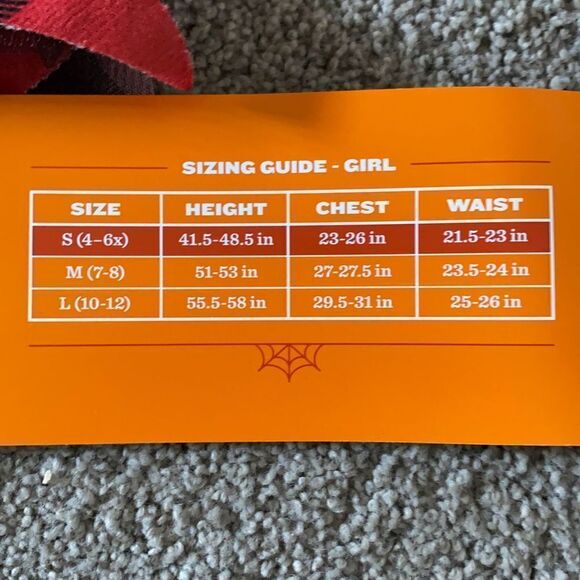 SIZING GUIDE - GIRL
SIZE HEIGHT CHEST WAIST
S (4-6x) 41.5-48.5 in 23-26 in 21.5-23 in
M (7-8) 51-53 in 27-27.5 in 23.5-24 in
L (10-12) 55.5-58 in 29.5-31 in 25-26 in